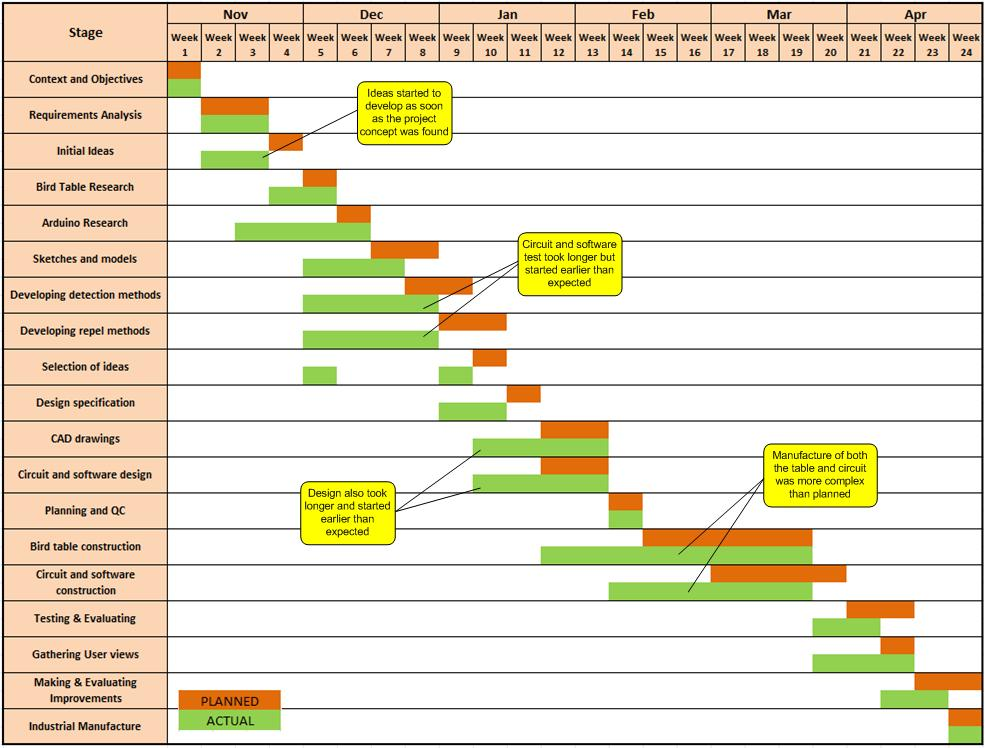 Stage
Nov Dec Jan Feb Mar Apr
Week Week Week Week Week Week Week Week Week Week Week Week Week Week Week Week Week Week Week Week Week Week Week Week
1 2 3 4 5 6 7 8 9 10 11 12 13 14 15 16 17 18 19 20 21 22 23 24
Context and Objectives
Requirements Analysis
Ideas started to
develop as soon
as the project
concept was found
Initial Ideas
Bird Table Research
Arduino Research
Sketches and models
Circuit and software
test took longer but
started earlier than
expected
Developing detection methods
Developing repel methods
Selection of ideas
Design specification
CAD drawings
Circuit and software design
Manufacture of both
the table and circuit
was more complex
than planned
Planning and QC
Design also took
longer and started
earlier than
expected
Bird table construction
Circuit and software
construction
Testing & Evaluating
Gathering User views
Making & Evaluating
Improvements
Industrial Manufacture
PLANNED
ACTUAL